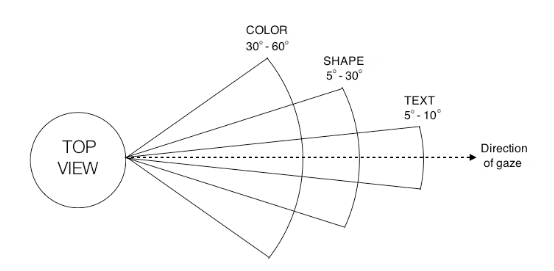 COLOR
30° - 60°
SHAPE
5° - 30°
TEXT
5° - 10°
TOP
VIEW
Direction
of gaze